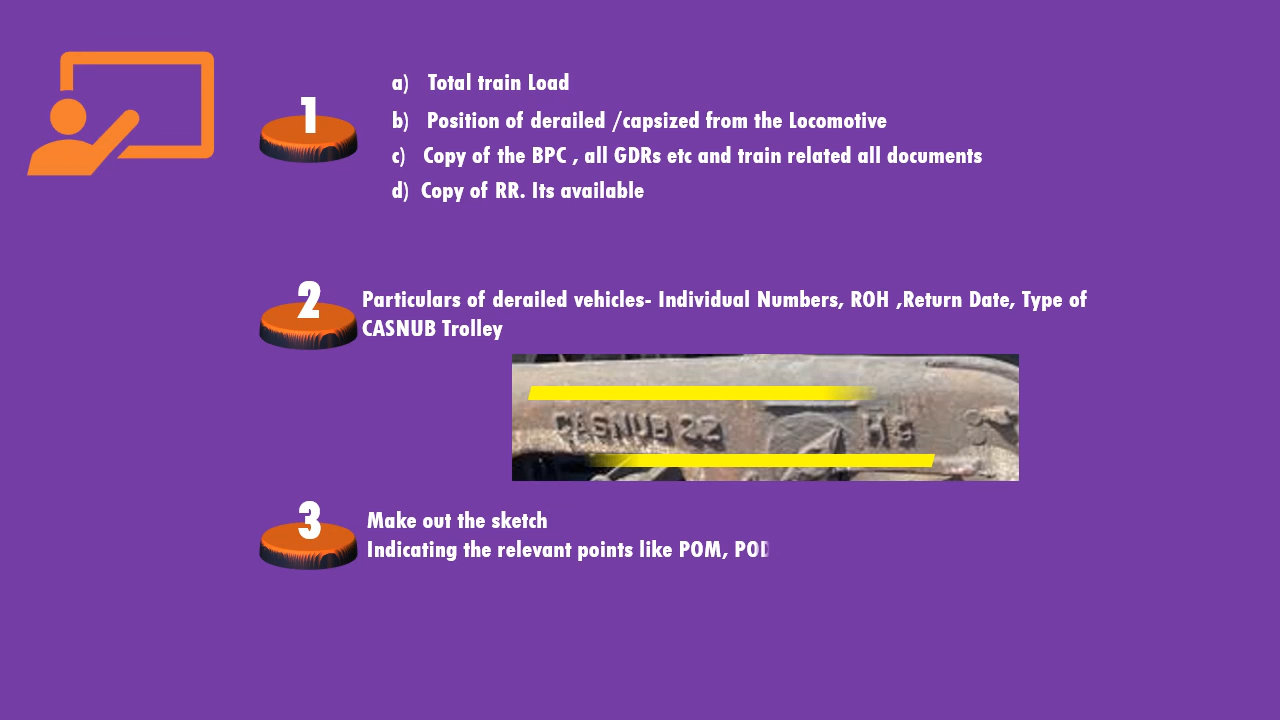 1
a) Total train Load
b) Position of derailed /capsized from the Locomotive
c) Copy of the BPC , all GDRs etc and train related all documents
d) Copy of RR. Its available
2
Particulars of derailed vehicles- Individual Numbers, ROH ,Return Date, Type of
CASNUB Trolley
CASNUB 22 HS
3
Make out the sketch
Indicating the relevant points like POM, POD